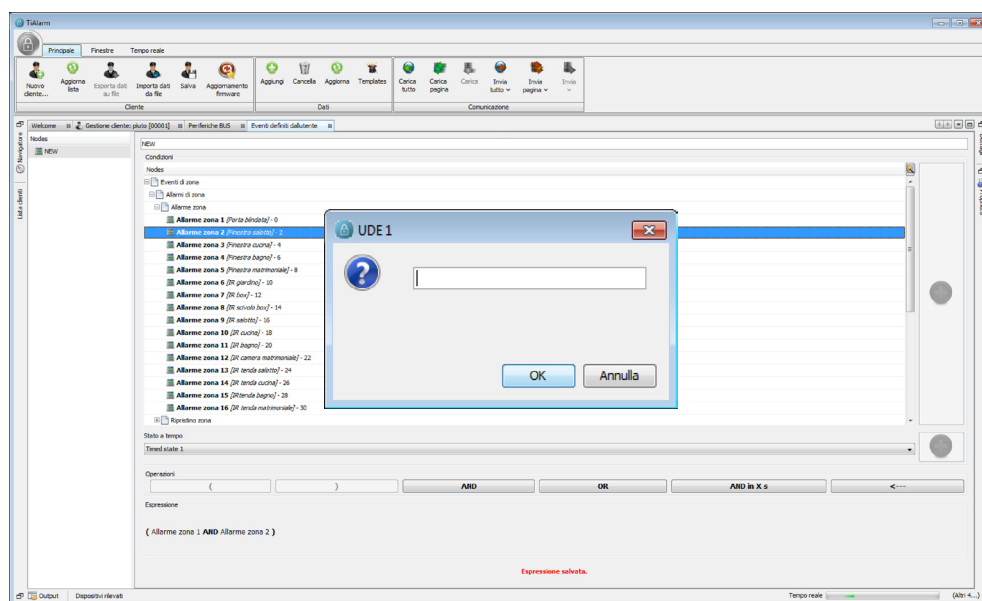 TiAlarm
Principale Finestre Tempo reale
Nuovo cliente... Aggiorna lista Esporta dati su file Importa dati da file Salva Aggiornamento firmware Aggiungi Cancella Aggiorna Templates Carica tutto Carica pagina Carica Invia tutto Invia pagina Invia
Cliente Dati Comunicazione
Welcome Gestione cliente: pluto [00001] Periferiche BUS Eventi definiti dall'utente
Navigatore
Lista clienti
Nodes
NEW
NEW
Condizioni
Nodes
Eventi di zona
Allarmi di zona
Allarme zona
Allarme zona 1 [Porta blindata] - 0
Allarme zona 2 [Finestra salotto] - 2
Allarme zona 3 [Finestra cucina] - 4
Allarme zona 4 [Finestra bagno] - 6
Allarme zona 5 [Finestra matrimoniale] - 8
Allarme zona 6 [IR giardino] - 10
Allarme zona 7 [IR box] - 12
Allarme zona 8 [IR scivolo box] - 14
Allarme zona 9 [IR salotto] - 16
Allarme zona 10 [IR cucina] - 18
Allarme zona 11 [IR bagno] - 20
Allarme zona 12 [IR camera matrimoniale] - 22
Allarme zona 13 [IR tenda salotto] - 24
Allarme zona 14 [IR tenda cucina] - 26
Allarme zona 15 [IRtenda bagno] - 28
Allarme zona 16 [IR tenda matrimoniale] - 30
Ripristino zona
UDE 1
OK Annulla
Stato a tempo
Timed state 1
Operazioni
( ) AND OR AND in X s <---
Espressione
( Allarme zona 1 AND Allarme zona 2 )
Espressione salvata.
Output Dispositivi rilevati Tempo reale (Altri 4...)